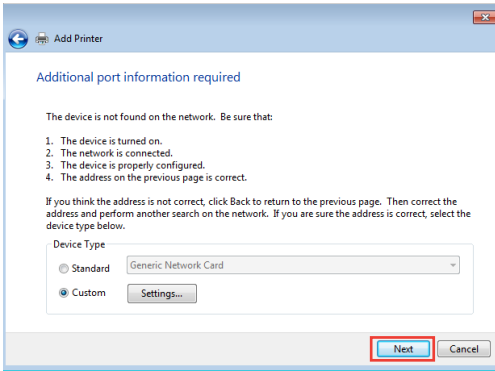 Add Printer
Additional port information required
The device is not found on the network. Be sure that:
1. The device is turned on.
2. The network is connected.
3. The device is properly configured.
4. The address on the previous page is correct.
If you think the address is not correct, click Back to return to the previous page. Then correct the
address and perform another search on the network. If you are sure the address is correct, select the
device type below.
Device Type
Standard Generic Network Card
Custom Settings...
Next Cancel